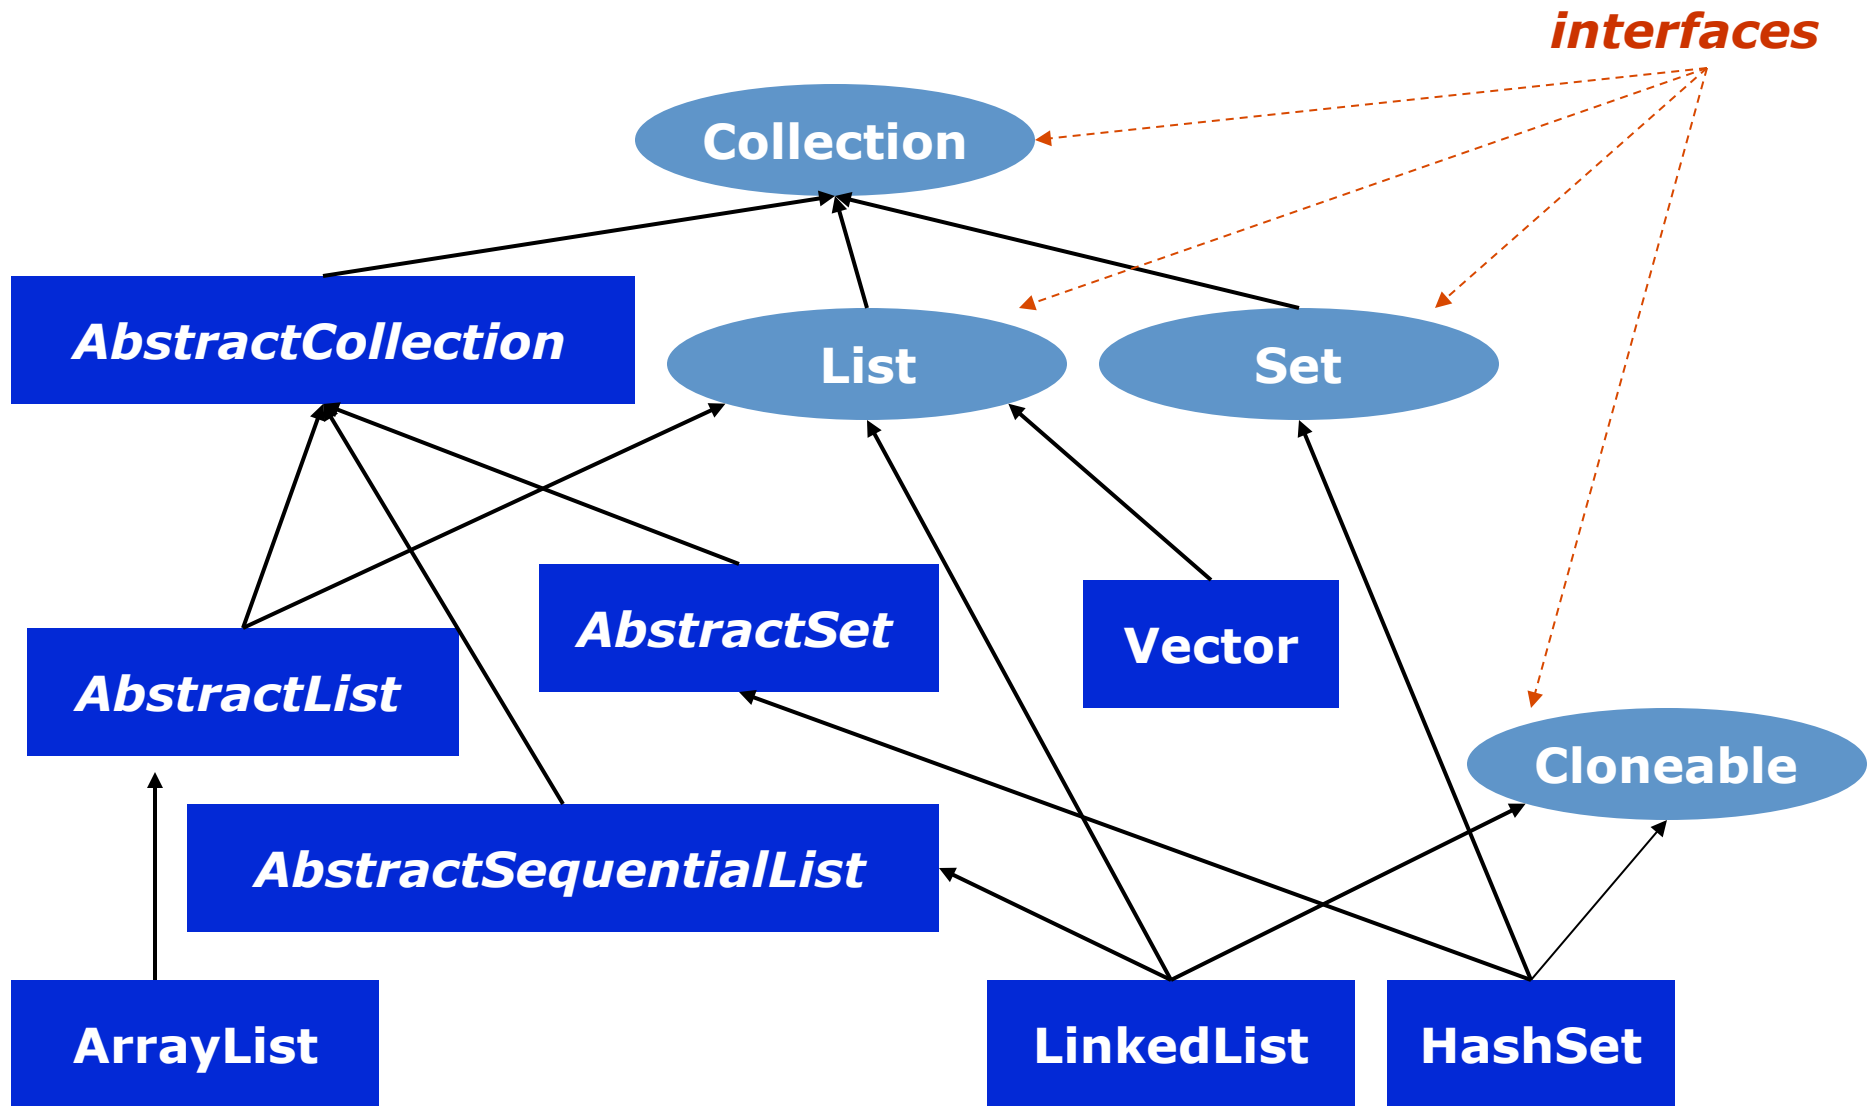 interfaces
Collection
AbstractCollection
List
Set
AbstractSet
Vector
AbstractList
Cloneable
AbstractSequentialList
ArrayList
LinkedList
HashSet